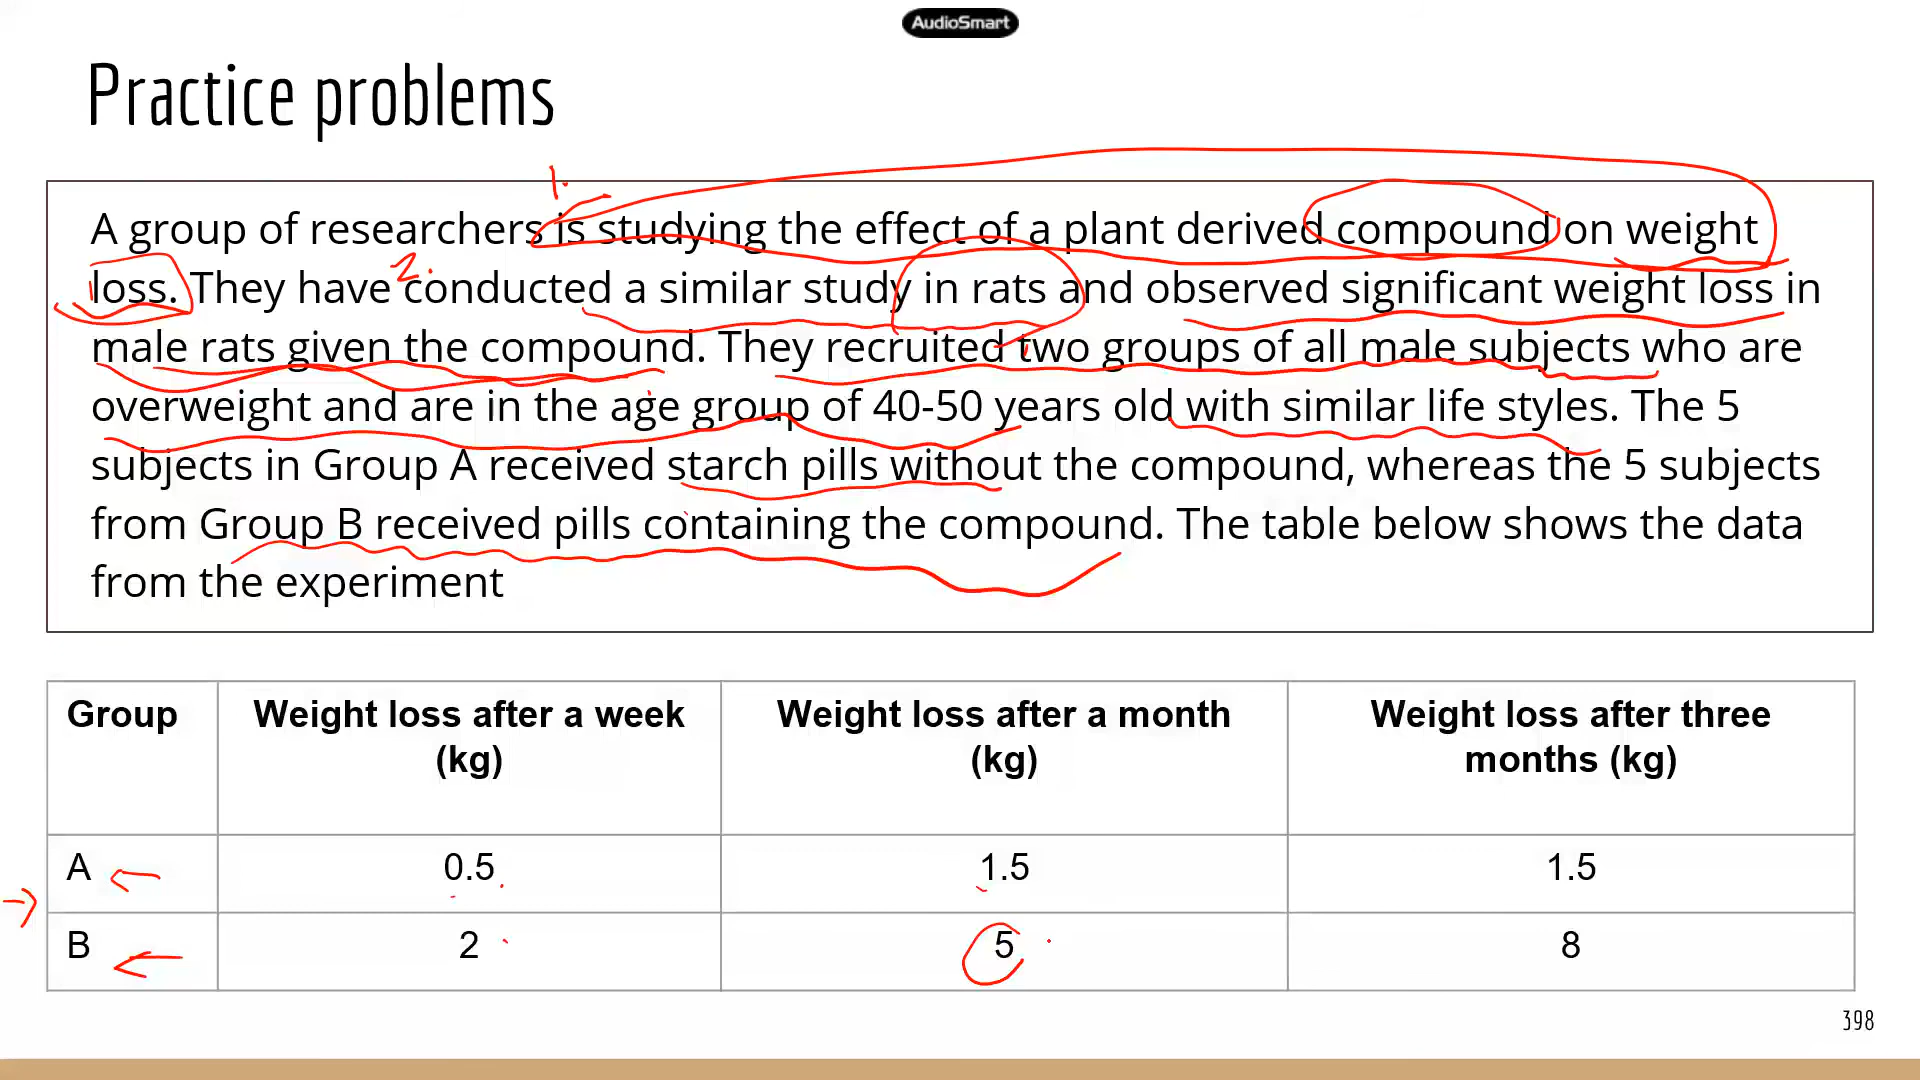 AudioSmart
Practice problems
1.
A group of researchers is studying the effect of a plant derived compound on weight
2.
loss. They have conducted a similar study in rats and observed significant weight loss in
male rats given the compound. They recruited two groups of all male subjects who are
overweight and are in the age group of 40-50 years old with similar life styles. The 5
subjects in Group A received starch pills without the compound, whereas the 5 subjects
from Group B received pills containing the compound. The table below shows the data
from the experiment
Group Weight loss after a week (kg) Weight loss after a month (kg) Weight loss after three months (kg)
A 0.5 1.5 1.5
B 2 5 8
398